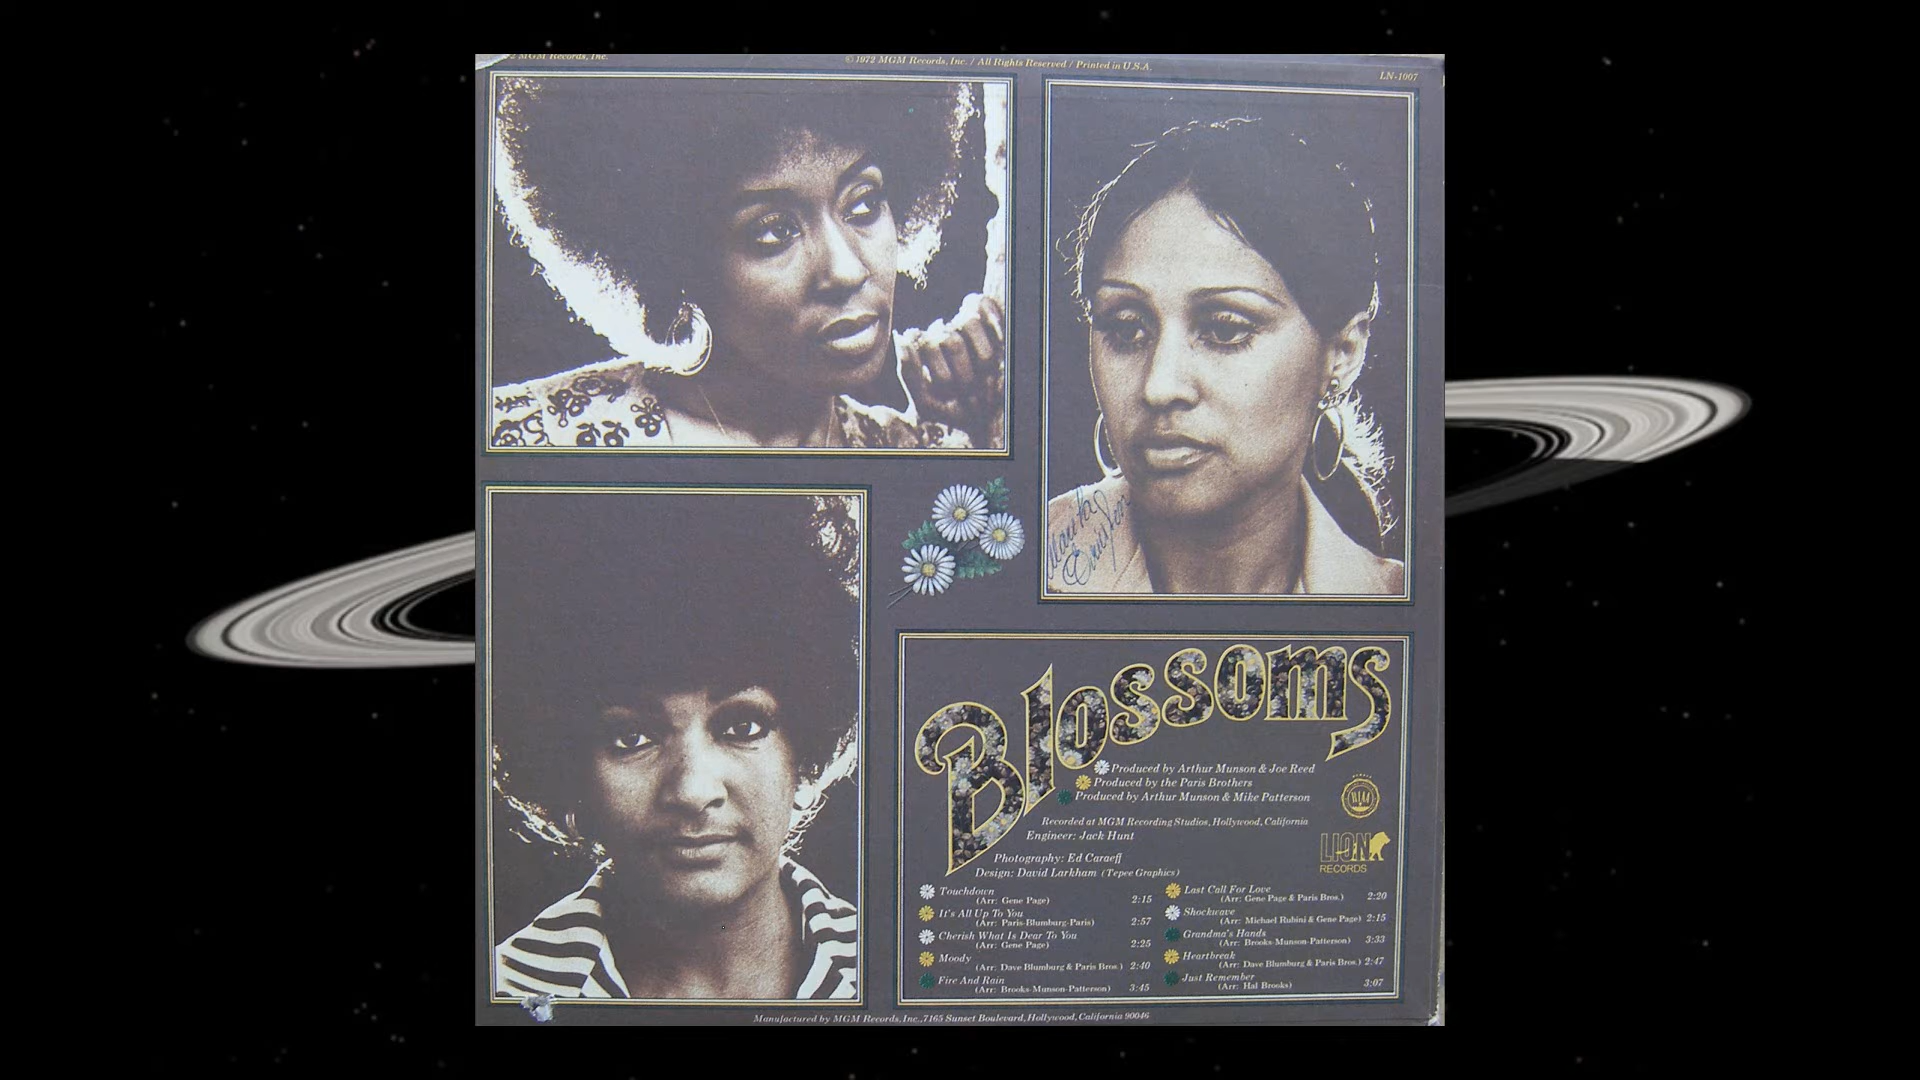 2 MGM Records, Inc.
© 1972 MGM Records, Inc. / All Rights Reserved / Printed in U.S.A.
LN-1007
Blossoms
Produced by Arthur Munson & Joe Reed
Produced by the Paris Brothers
Produced by Arthur Munson & Mike Patterson
Recorded at MGM Recording Studios, Hollywood, California
Engineer: Jack Hunt
Photography: Ed Caraeff
Design: David Larkham (Tepee Graphics)
LION
RECORDS
Touchdown
(Arr: Gene Page) 2:15
It's All Up To You
(Arr: Paris-Blumburg-Paris) 2:57
Cherish What Is Dear To You
(Arr: Gene Page) 2:25
Moody
(Arr: Dave Blumburg & Paris Bros.) 2:40
Fire And Rain
(Arr: Brooks-Munson-Patterson) 3:45
Last Call For Love
(Arr: Gene Page & Paris Bros.) 2:20
Shockwave
(Arr: Michael Rubini & Gene Page) 2:15
Grandma's Hands
(Arr: Brooks-Munson-Patterson) 3:33
Heartbreak
(Arr: Dave Blumburg & Paris Bros.) 2:47
Just Remember
(Arr: Hal Brooks) 3:07
Manufactured by MGM Records, Inc., 7165 Sunset Boulevard, Hollywood, California 90046